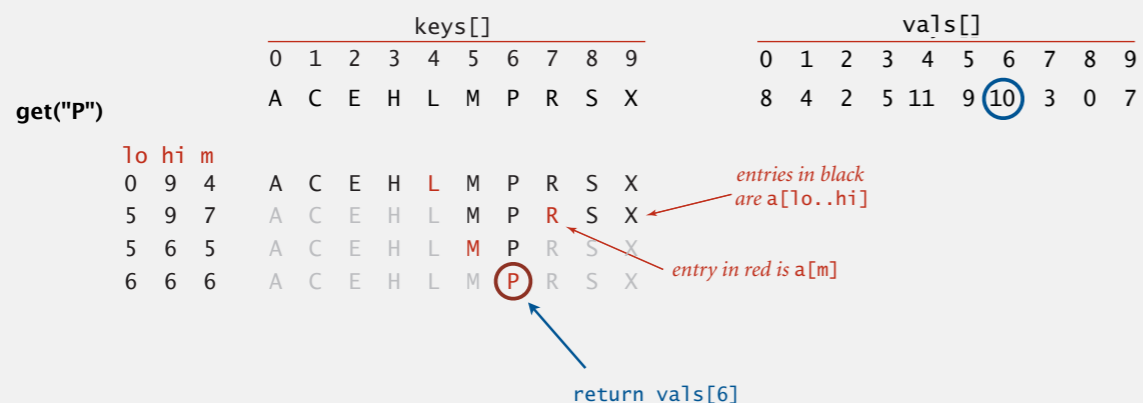 keys[] vals[]
0 1 2 3 4 5 6 7 8 9 0 1 2 3 4 5 6 7 8 9
A C E H L M P R S X 8 4 2 5 11 9 10 3 0 7
get("P")
lo hi m
0 9 4 A C E H L M P R S X
5 9 7 A C E H L M P R S X
5 6 5 A C E H L M P R S X
6 6 6 A C E H L M P R S X
entries in black
are a[lo..hi]
entry in red is a[m]
return vals[6]